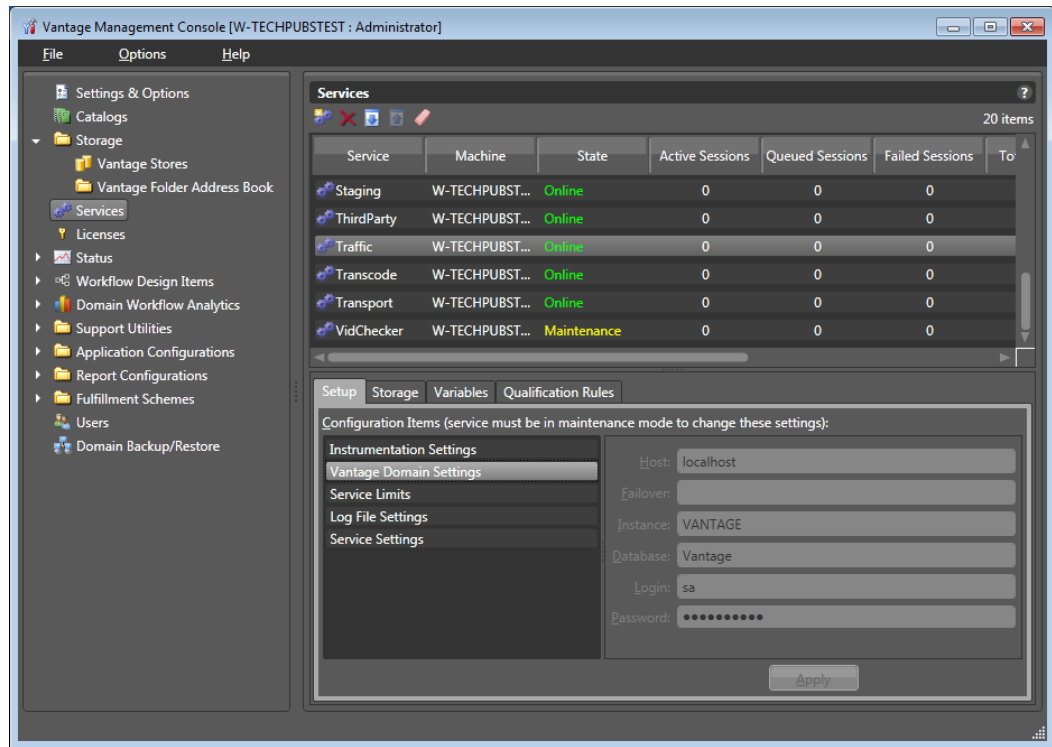 Vantage Management Console [W-TECHPUBSTEST : Administrator]
File Options Help
Settings & Options
Catalogs
Storage
Vantage Stores
Vantage Folder Address Book
Services
Licenses
Status
Workflow Design Items
Domain Workflow Analytics
Support Utilities
Application Configurations
Report Configurations
Fulfillment Schemes
Users
Domain Backup/Restore
Services ?
20 items
Service Machine State Active Sessions Queued Sessions Failed Sessions To
Staging W-TECHPUBST... Online 0 0 0
ThirdParty W-TECHPUBST... Online 0 0 0
Traffic W-TECHPUBST... Online 0 0 0
Transcode W-TECHPUBST... Online 0 0 0
Transport W-TECHPUBST... Online 0 0 0
VidChecker W-TECHPUBST... Maintenance 0 0 0
Setup Storage Variables Qualification Rules
Configuration Items (service must be in maintenance mode to change these settings):
Instrumentation Settings
Vantage Domain Settings
Service Limits
Log File Settings
Service Settings
Host: localhost
Failover:
Instance: VANTAGE
Database: Vantage
Login: sa
Password: ●●●●●●●●●●
Apply